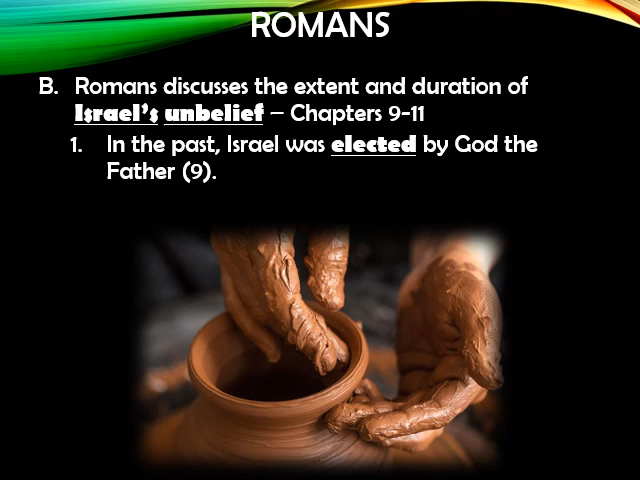 ROMANS
B. Romans discusses the extent and duration of
Israel's unbelief – Chapters 9-11
1. In the past, Israel was elected by God the
Father (9).